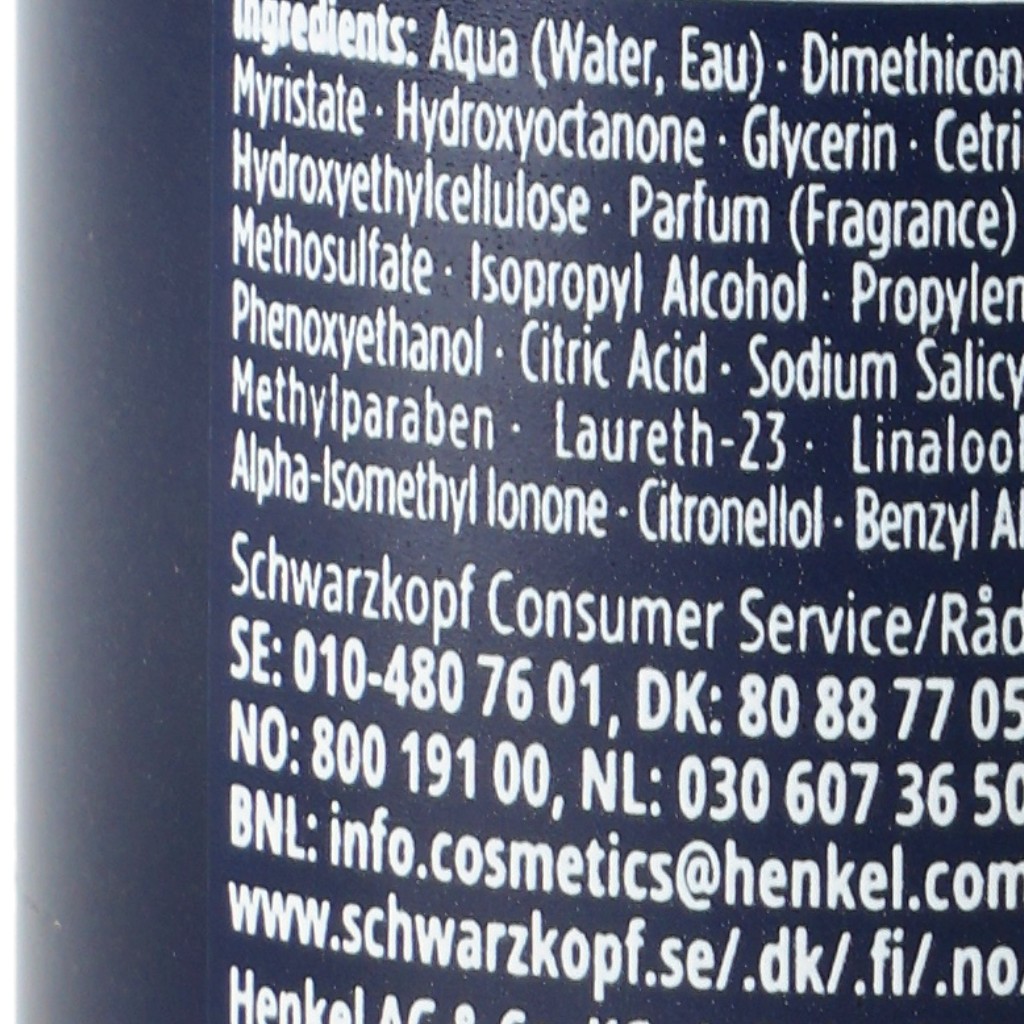 Ingredients: Aqua (Water, Eau) · Dimethicon
Myristate · Hydroxyoctanone · Glycerin · Cetri
Hydroxyethylcellulose · Parfum (Fragrance)
Methosulfate · Isopropyl Alcohol · Propylen
Phenoxyethanol · Citric Acid · Sodium Salicy
Methylparaben · Laureth-23 · Linalool
Alpha-Isomethyl Ionone · Citronellol · Benzyl Al
Schwarzkopf Consumer Service/Råd
SE: 010-480 76 01, DK: 80 88 77 05
NO: 800 191 00, NL: 030 607 36 50
BNL: info.cosmetics@henkel.com
www.schwarzkopf.se/.dk/.fi/.no
Henkel AG & Co.